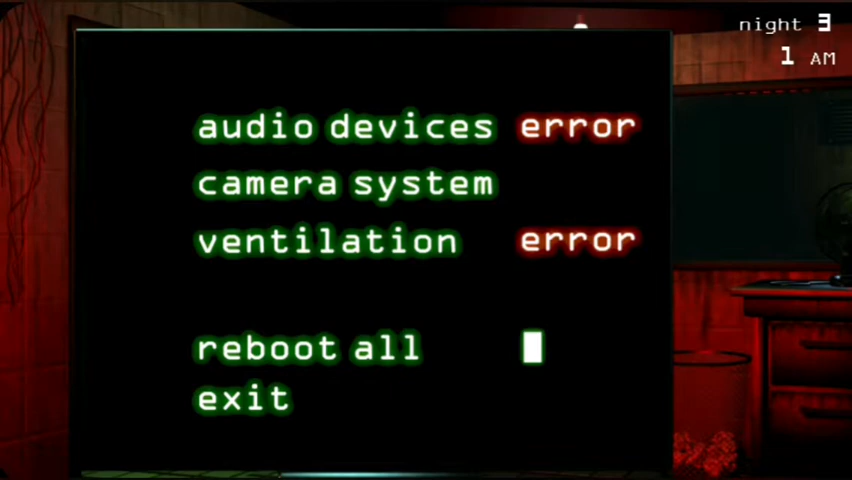 night 3
1 AM
audio devices error
camera system
ventilation error
reboot all
exit